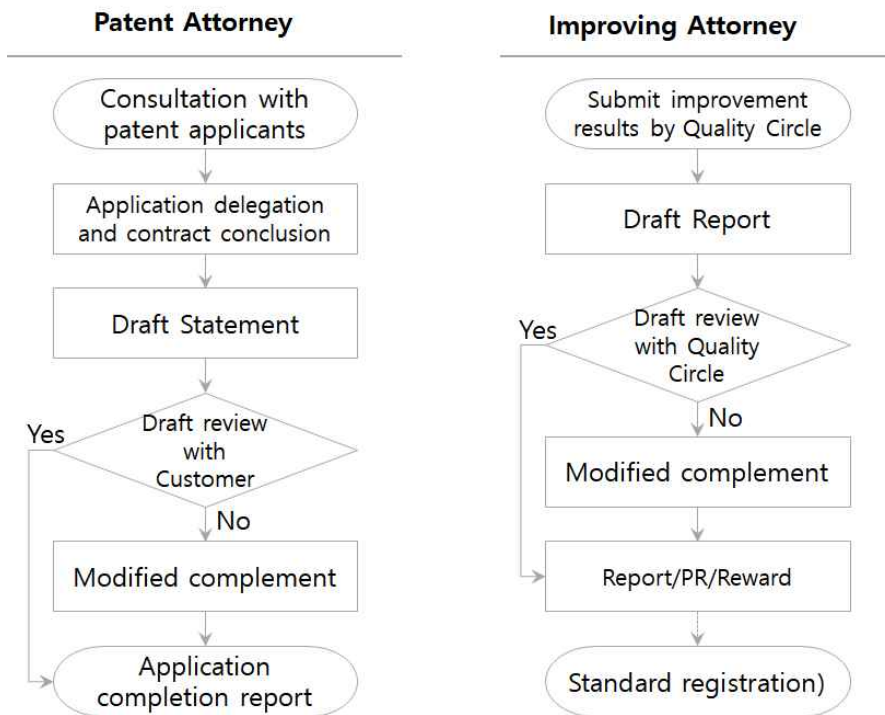 Patent Attorney
Consultation with
patent applicants
Application delegation
and contract conclusion
Draft Statement
Draft review
with
Customer
Yes
No
Modified complement
Application
completion report
Improving Attorney
Submit improvement
results by Quality Circle
Draft Report
Draft review
with Quality
Circle
Yes
No
Modified complement
Report/PR/Reward
Standard registration)